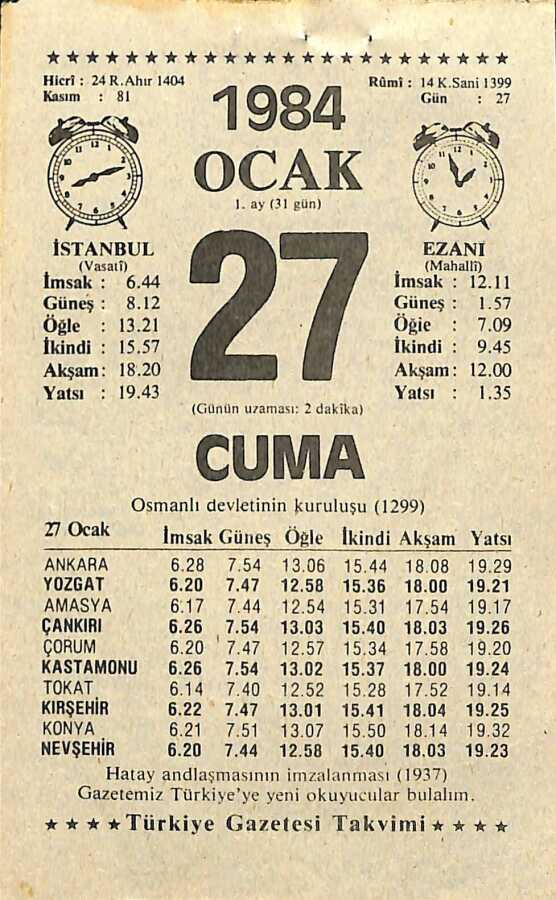 ★★★★★★★★★★★★★★★★★★★★★★★★★
Hicrî : 24 R.Ahır 1404
Kasım : 81
Rûmî : 14 K.Sani 1399
Gün : 27
1984
OCAK
1. ay (31 gün)
27
İSTANBUL
(Vasatî)
İmsak : 6.44
Güneş : 8.12
Öğle : 13.21
İkindi : 15.57
Akşam : 18.20
Yatsı : 19.43
EZANI
(Mahallî)
İmsak : 12.11
Güneş : 1.57
Öğle : 7.09
İkindi : 9.45
Akşam : 12.00
Yatsı : 1.35
(Günün uzaması: 2 dakîka)
CUMA
Osmanlı devletinin kuruluşu (1299)
27 Ocak İmsak Güneş Öğle İkindi Akşam Yatsı
ANKARA 6.28 7.54 13.06 15.44 18.08 19.29
YOZGAT 6.20 7.47 12.58 15.36 18.00 19.21
AMASYA 6.17 7.44 12.54 15.31 17.54 19.17
ÇANKIRI 6.26 7.54 13.03 15.40 18.03 19.26
ÇORUM 6.20 7.47 12.57 15.34 17.58 19.20
KASTAMONU 6.26 7.54 13.02 15.37 18.00 19.24
TOKAT 6.14 7.40 12.52 15.28 17.52 19.14
KIRŞEHİR 6.22 7.47 13.01 15.41 18.04 19.25
KONYA 6.21 7.51 13.07 15.50 18.14 19.32
NEVŞEHİR 6.20 7.44 12.58 15.40 18.03 19.23
Hatay andlaşmasının imzalanması (1937)
Gazetemiz Türkiye'ye yeni okuyucular bulalım.
★★★★Türkiye Gazetesi Takvimi★★★★